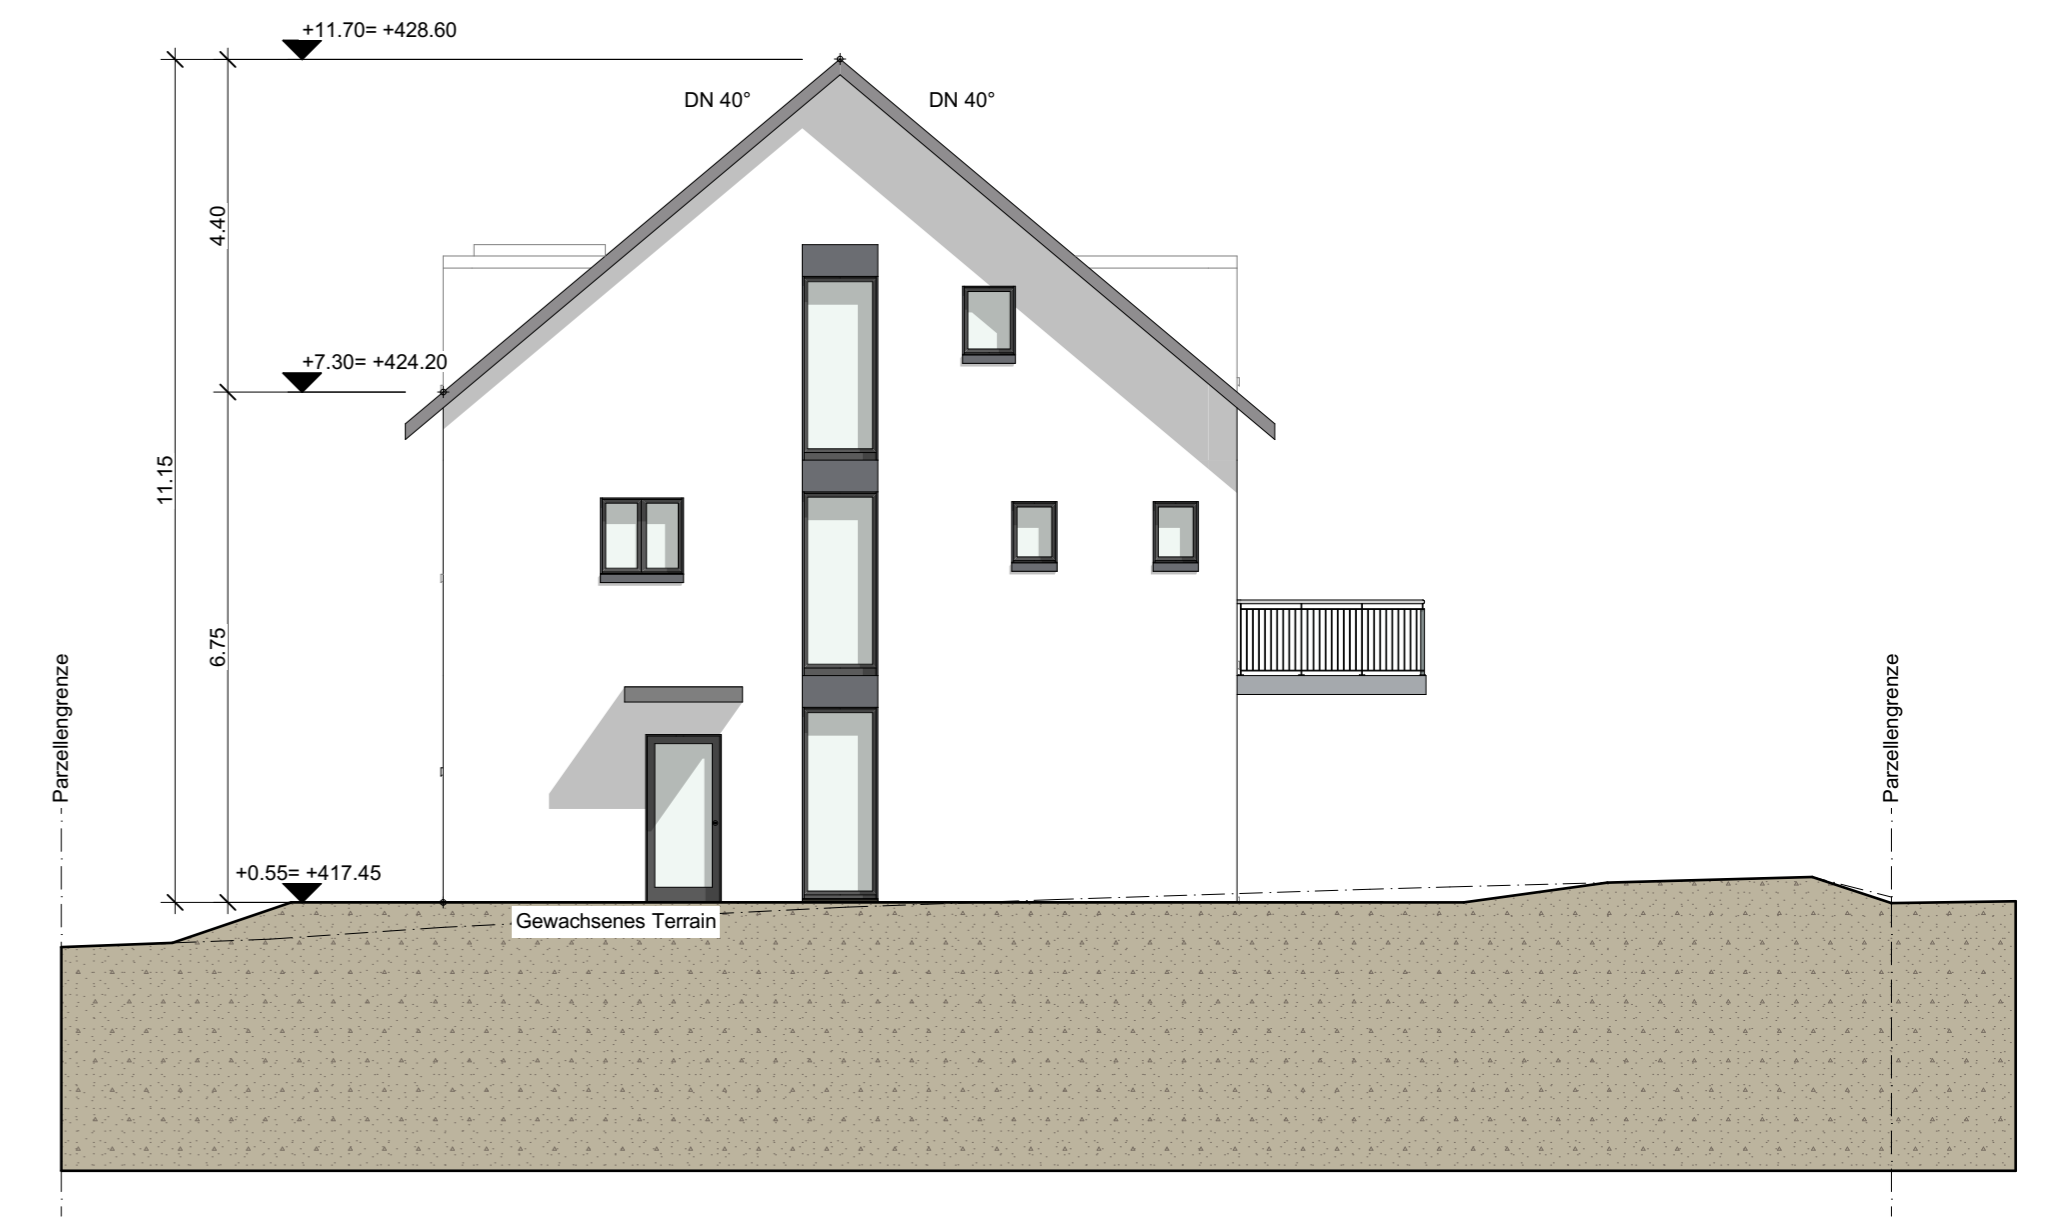 +11.70= +428.60
DN 40°
DN 40°
4.40
+7.30= +424.20
11.15
6.75
Parzellengrenze
Parzellengrenze
+0.55= +417.45
Gewachsenes Terrain